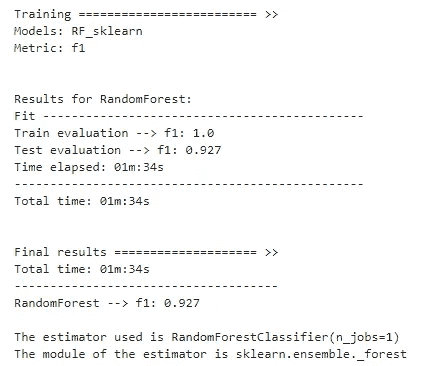 Training ========================= >>
Models: RF_sklearn
Metric: f1
Results for RandomForest:
Fit ---------------------------------------------
Train evaluation --> f1: 1.0
Test evaluation --> f1: 0.927
Time elapsed: 01m:34s
-------------------------------------------------
Total time: 01m:34s
Final results ==================== >>
Total time: 01m:34s
-------------------------------------
RandomForest --> f1: 0.927
The estimator used is RandomForestClassifier(n_jobs=1)
The module of the estimator is sklearn.ensemble._forest